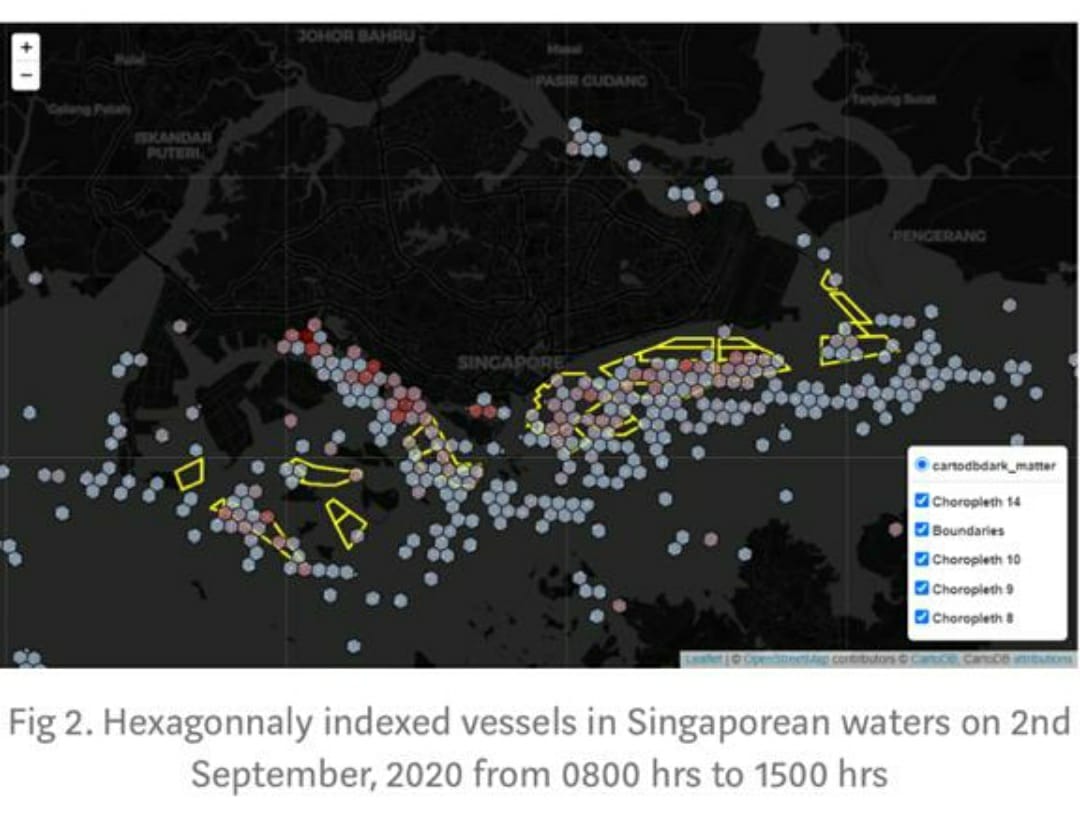 +
JOHOR BAHRU
Masai
−
PASIR GUDANG
Gelang Patah
Tanjung Surat
ISKANDAR
PUTERI
PENGERANG
SINGAPORE
cartodbdark_matter
Choropleth 14
Boundaries
Choropleth 10
Choropleth 9
Choropleth 8
Leaflet | © OpenStreetMap contributors © CartoDB, CartoDB attributions
Fig 2. Hexagonnaly indexed vessels in Singaporean waters on 2nd
September, 2020 from 0800 hrs to 1500 hrs